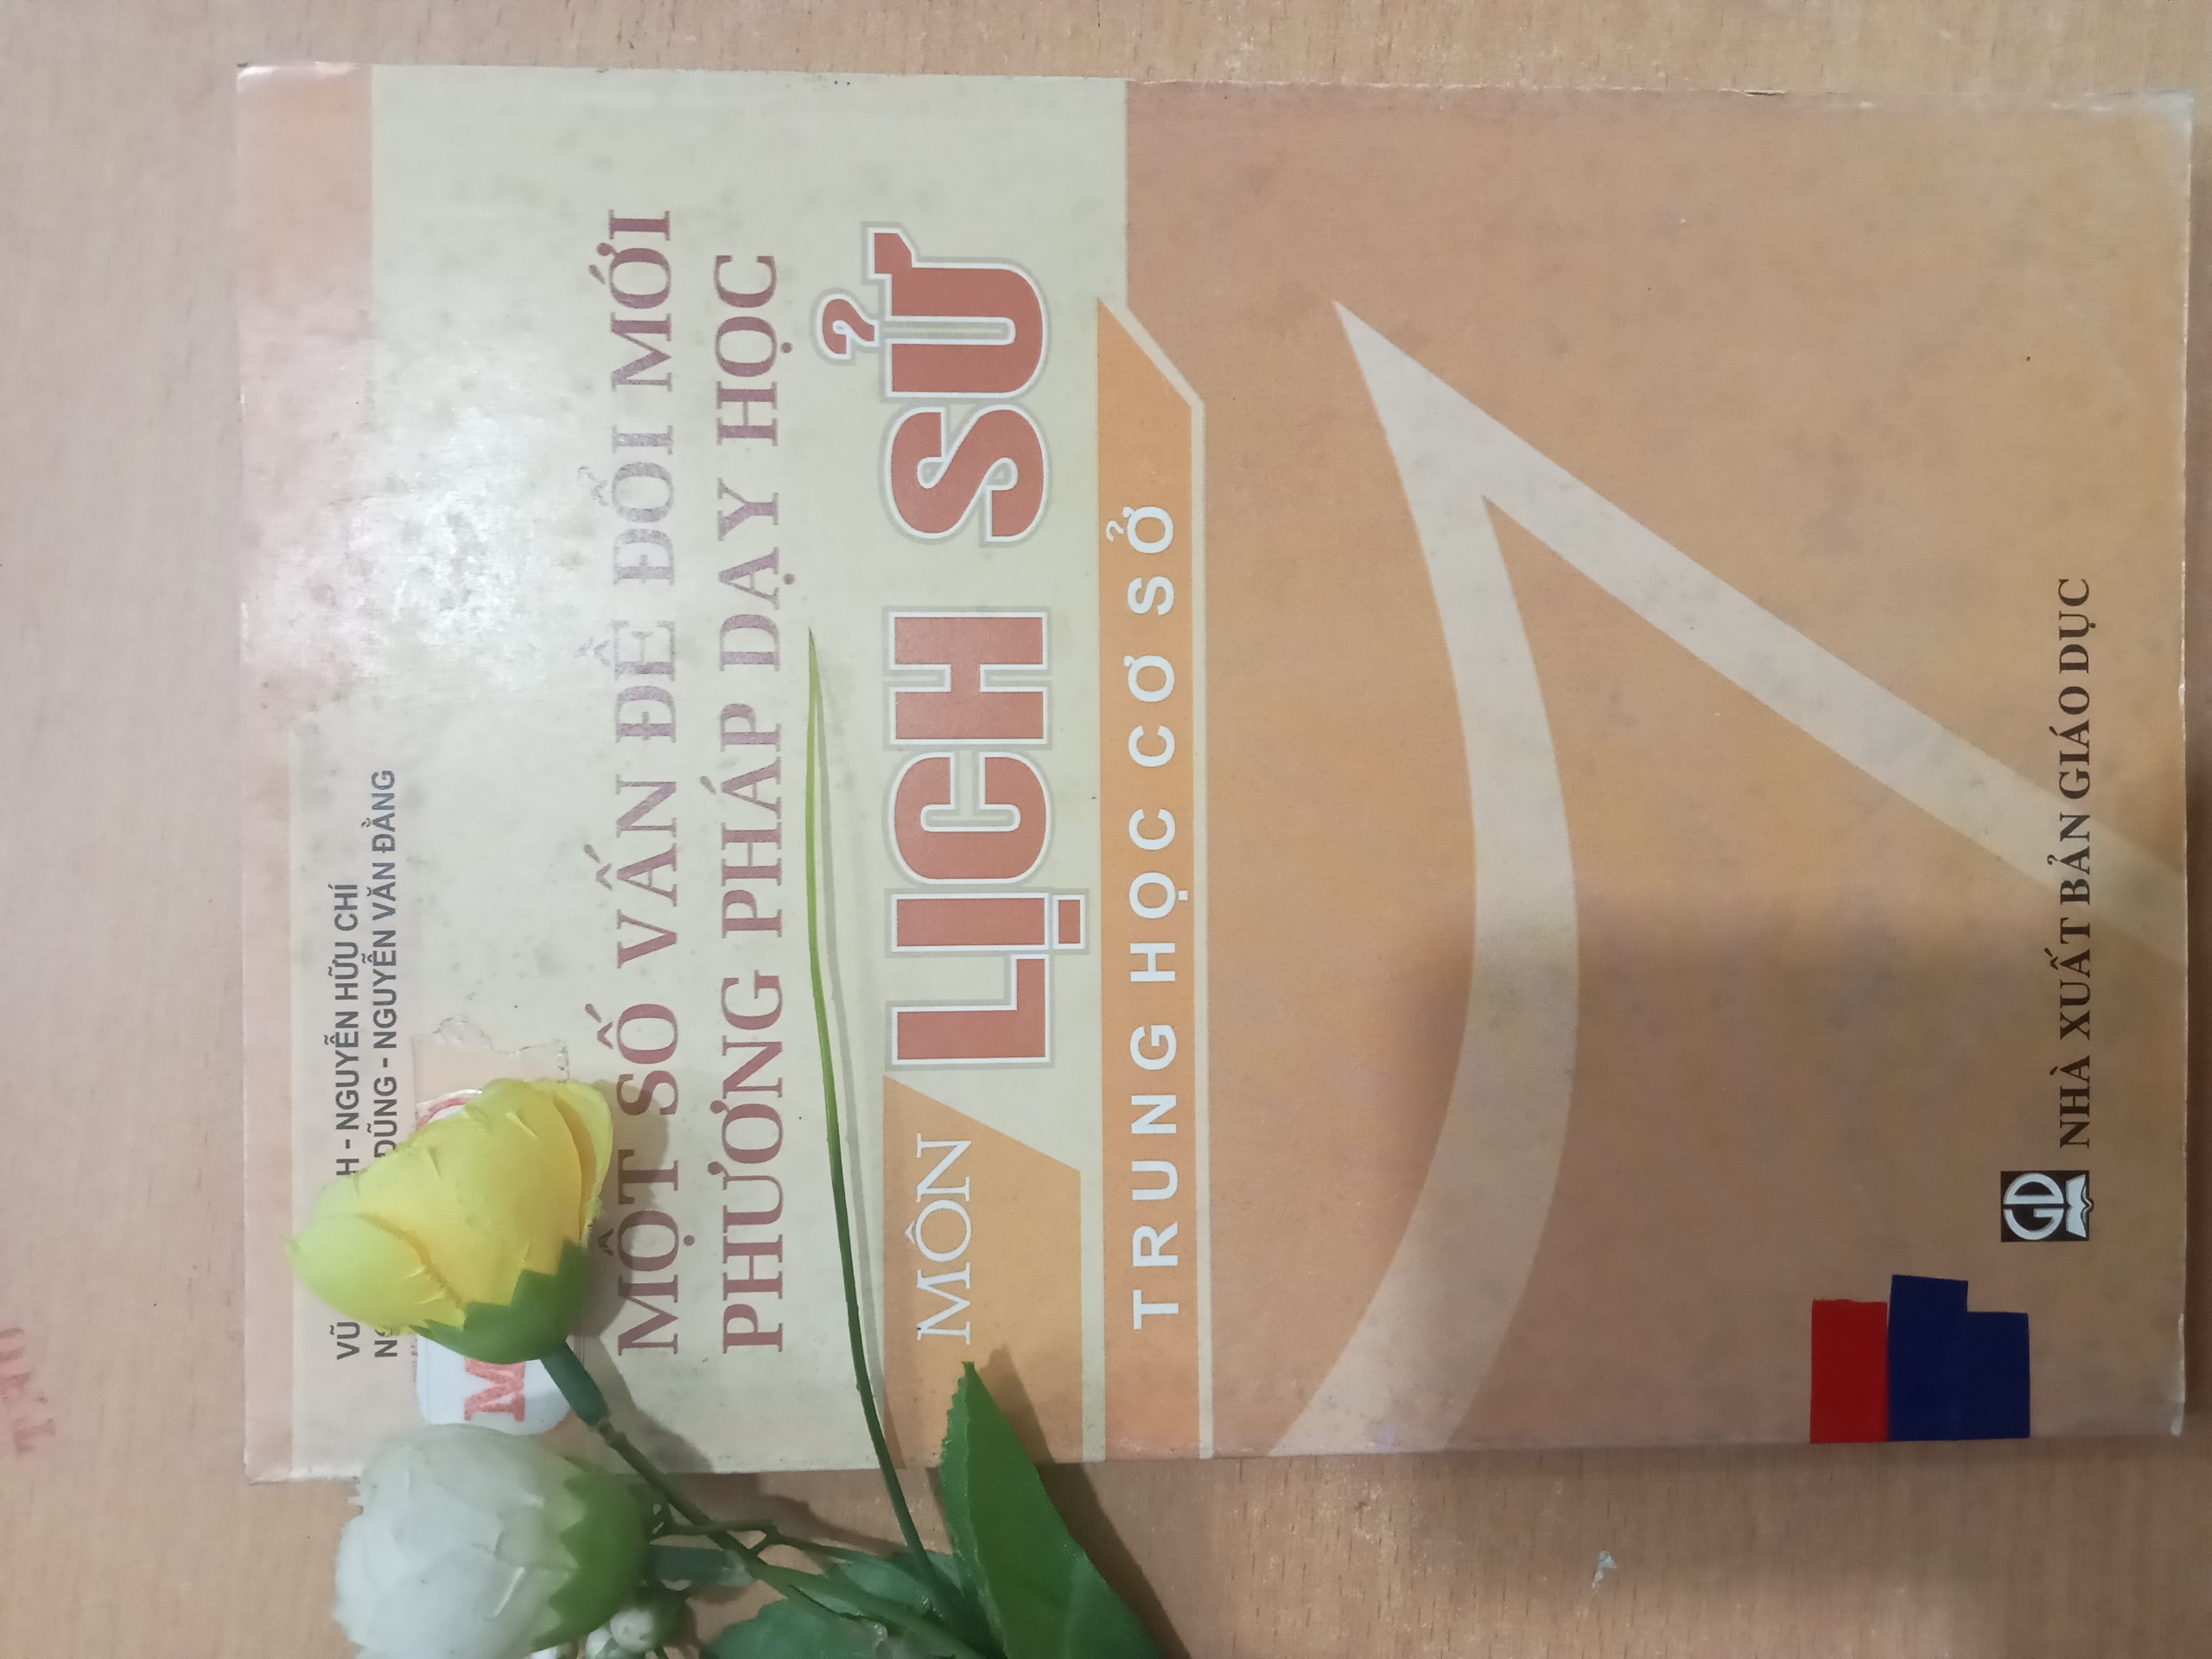 VŨ - NGUYỄN HỮU CHÍ
DŨNG - NGUYỄN VĂN ĐẰNG
MỘT SỐ VẤN ĐỀ ĐỔI MỚI
PHƯƠNG PHÁP DẠY HỌC
MÔN LỊCH SỬ
TRUNG HỌC CƠ SỞ
GD NHÀ XUẤT BẢN GIÁO DỤC